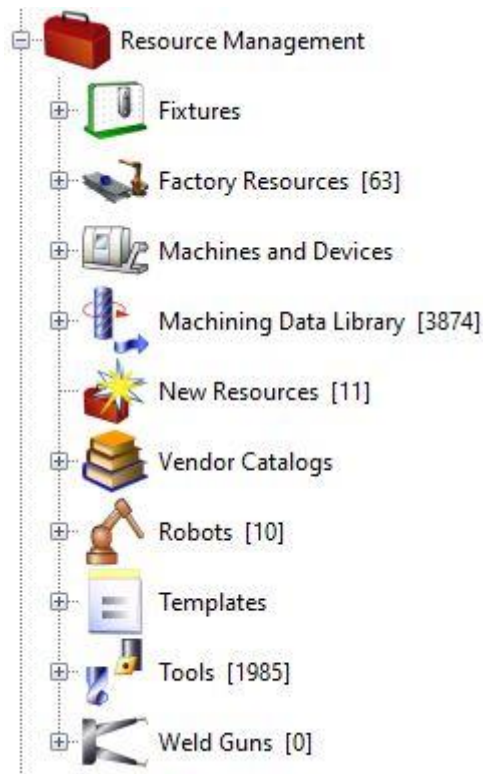 Resource Management
Fixtures
Factory Resources [63]
Machines and Devices
Machining Data Library [3874]
New Resources [11]
Vendor Catalogs
Robots [10]
Templates
Tools [1985]
Weld Guns [0]